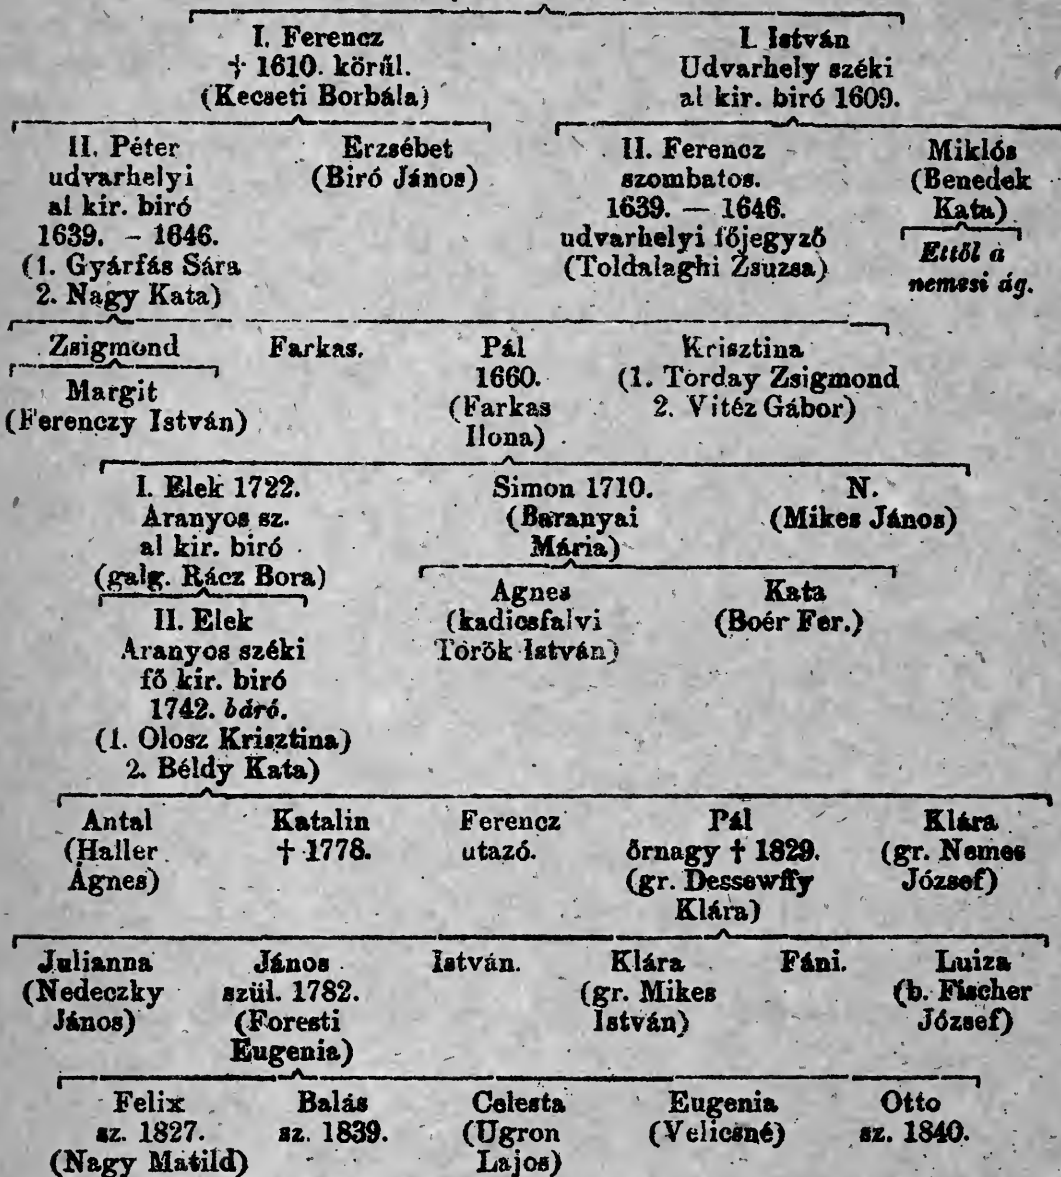 I. Ferencz
† 1610. körűl.
(Kecseti Borbála)
I. István
Udvarhely széki
al kir. biró 1609.
II. Péter
udvarhelyi
al kir. biró
1639. – 1646.
(1. Gyárfás Sára
2. Nagy Kata)
Erzsébet
(Biró János)
II. Ferencz
szombatos.
1639. — 1646.
udvarhelyi főjegyző
(Toldalaghi Zsuzsa)
Miklós
(Benedek
Kata)
Ettől a
nemesi ág.
Zsigmond
Margit
(Ferenczy István)
Farkas.
Pál
1660.
(Farkas
Ilona)
Krisztina
(1. Torday Zsigmond
2. Vitéz Gábor)
I. Elek 1722.
Aranyos sz.
al kir. biró
(galg. Rácz Bora)
Simon 1710.
(Baranyai
Mária)
N.
(Mikes János)
II. Elek
Aranyos széki
fő kir. biró
1742. báró.
(1. Olosz Krisztina)
2. Béldy Kata)
Agnes
(kadicsfalvi
Török István)
Kata
(Boér Fer.)
Antal
(Haller
Ágnes)
Katalin
† 1778.
Ferencz
utazó.
Pál
őrnagy † 1829.
(gr. Dessewffy
Klára)
Klára
(gr. Nemes
József)
Julianna
(Nedeczky
János)
János
szül. 1782.
(Foresti
Eugenia)
István.
Klára
(gr. Mikes
István)
Fáni.
Luiza
(b. Fischer
József)
Felix
sz. 1827.
(Nagy Matild)
Balás
sz. 1839.
Celesta
(Ugron
Lajos)
Eugenia
(Velicsné)
Otto
sz. 1840.